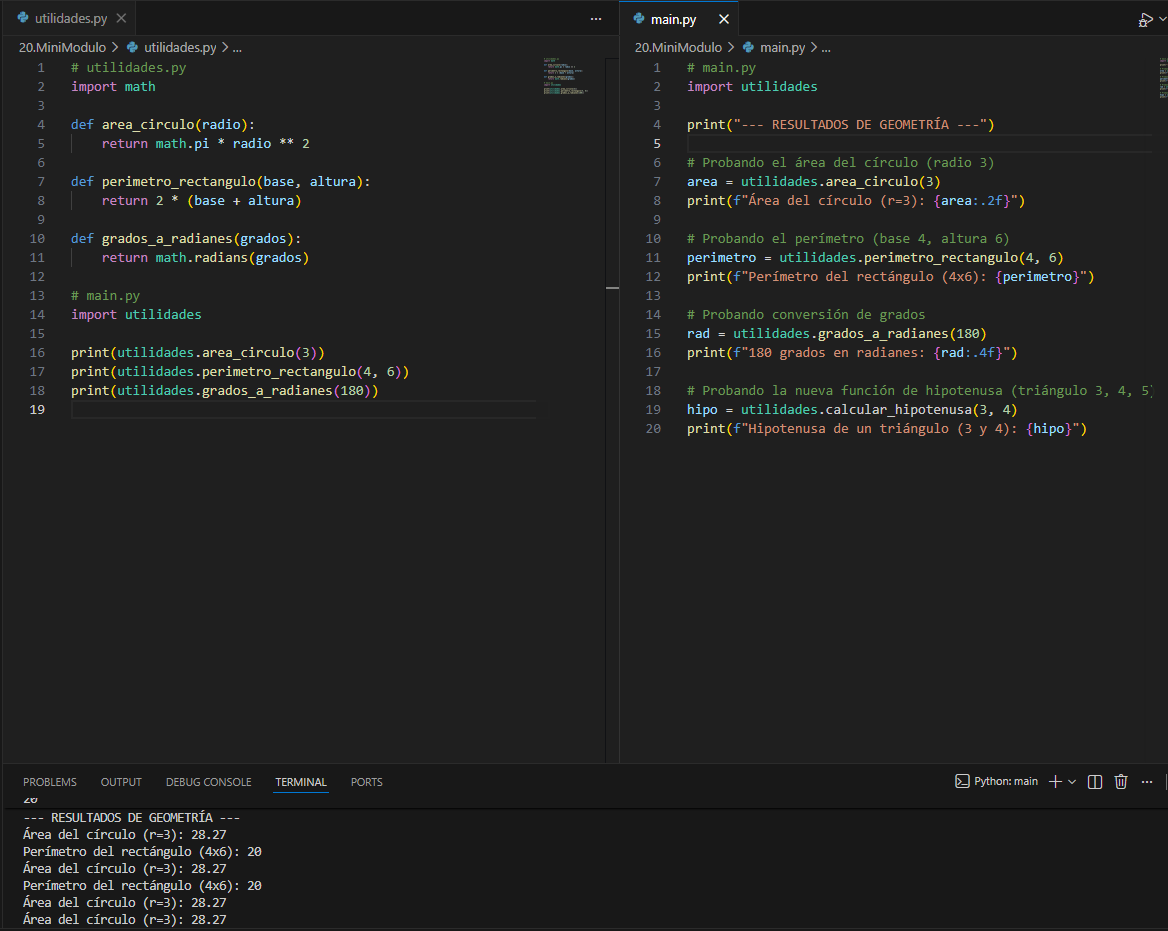 utilidades.py
20.MiniModulo > utilidades.py > ...
1 # utilidades.py
2 import math
3
4 def area_circulo(radio):
5 return math.pi * radio ** 2
6
7 def perimetro_rectangulo(base, altura):
8 return 2 * (base + altura)
9
10 def grados_a_radianes(grados):
11 return math.radians(grados)
12
13 # main.py
14 import utilidades
15
16 print(utilidades.area_circulo(3))
17 print(utilidades.perimetro_rectangulo(4, 6))
18 print(utilidades.grados_a_radianes(180))
19
main.py
20.MiniModulo > main.py > ...
1 # main.py
2 import utilidades
3
4 print("--- RESULTADOS DE GEOMETRÍA ---")
5
6 # Probando el área del círculo (radio 3)
7 area = utilidades.area_circulo(3)
8 print(f"Área del círculo (r=3): {area:.2f}")
9
10 # Probando el perímetro (base 4, altura 6)
11 perimetro = utilidades.perimetro_rectangulo(4, 6)
12 print(f"Perímetro del rectángulo (4x6): {perimetro}")
13
14 # Probando conversión de grados
15 rad = utilidades.grados_a_radianes(180)
16 print(f"180 grados en radianes: {rad:.4f}")
17
18 # Probando la nueva función de hipotenusa (triángulo 3, 4, 5)
19 hipo = utilidades.calcular_hipotenusa(3, 4)
20 print(f"Hipotenusa de un triángulo (3 y 4): {hipo}")
PROBLEMS OUTPUT DEBUG CONSOLE TERMINAL PORTS Python: main
20
--- RESULTADOS DE GEOMETRÍA ---
Área del círculo (r=3): 28.27
Perímetro del rectángulo (4x6): 20
Área del círculo (r=3): 28.27
Perímetro del rectángulo (4x6): 20
Área del círculo (r=3): 28.27
Área del círculo (r=3): 28.27